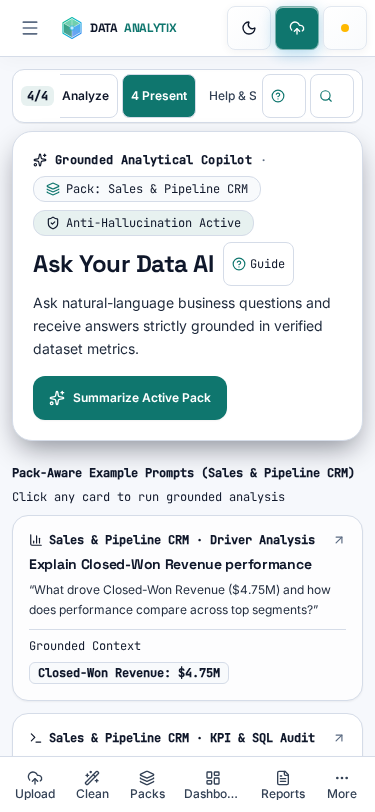 DATA ANALYTIX
4/4 Analyze 4 Present Help & S
Grounded Analytical Copilot ·
Pack: Sales & Pipeline CRM
Anti-Hallucination Active
Ask Your Data AI Guide
Ask natural-language business questions and
receive answers strictly grounded in verified
dataset metrics.
Summarize Active Pack
Pack-Aware Example Prompts (Sales & Pipeline CRM)
Click any card to run grounded analysis
Sales & Pipeline CRM · Driver Analysis
Explain Closed-Won Revenue performance
“What drove Closed-Won Revenue ($4.75M) and how
does performance compare across top segments?”
Grounded Context
Closed-Won Revenue: $4.75M
Sales & Pipeline CRM · KPI & SQL Audit
Upload Clean Packs Dashbo... Reports More